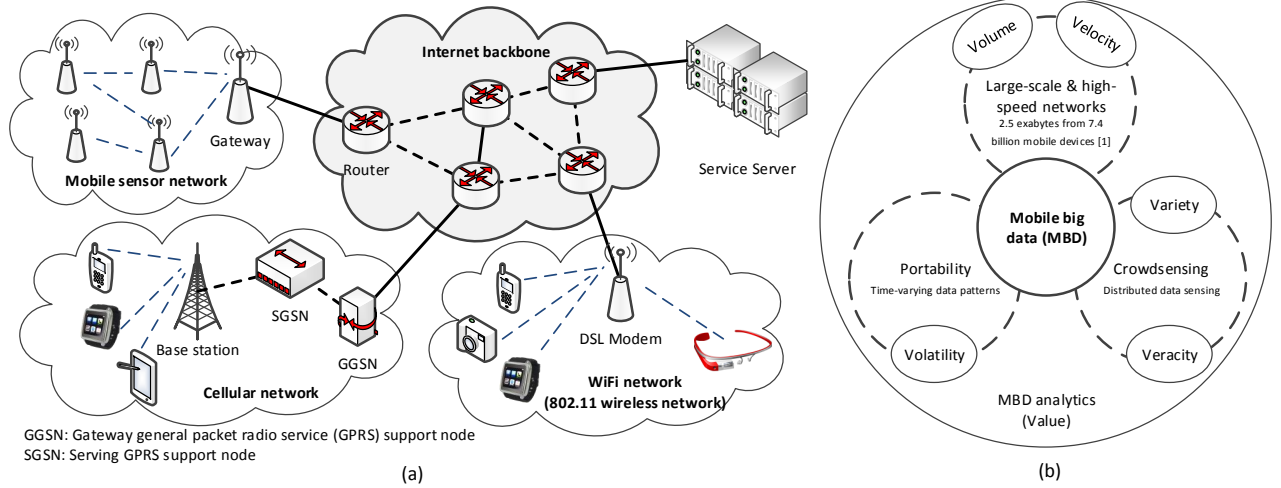 Internet backbone
Gateway
Mobile sensor network
Router
Service Server
Base station
SGSN
GGSN
Cellular network
DSL Modem
WiFi network
(802.11 wireless network)
GGSN: Gateway general packet radio service (GPRS) support node
SGSN: Serving GPRS support node
(a)
Volume
Velocity
Large-scale & high-
speed networks
2.5 exabytes from 7.4
billion mobile devices [1]
Mobile big
data (MBD)
Variety
Portability
Time-varying data patterns
Crowdsensing
Distributed data sensing
Volatility
Veracity
MBD analytics
(Value)
(b)